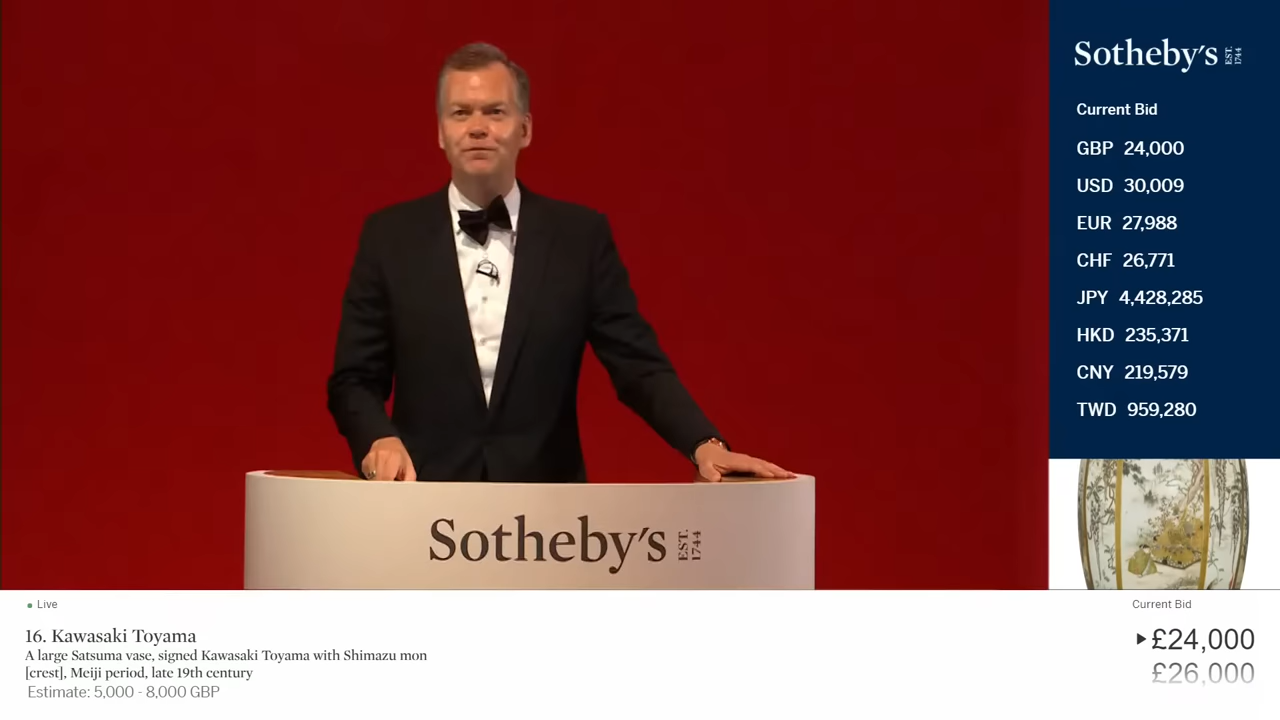 Sotheby's EST. 1744
Current Bid
GBP 24,000
USD 30,009
EUR 27,988
CHF 26,771
JPY 4,428,285
HKD 235,371
CNY 219,579
TWD 959,280
Sotheby's EST. 1744
Live
16. Kawasaki Toyama
A large Satsuma vase, signed Kawasaki Toyama with Shimazu mon
[crest], Meiji period, late 19th century
Estimate: 5,000 - 8,000 GBP
Current Bid
£24,000
£26,000